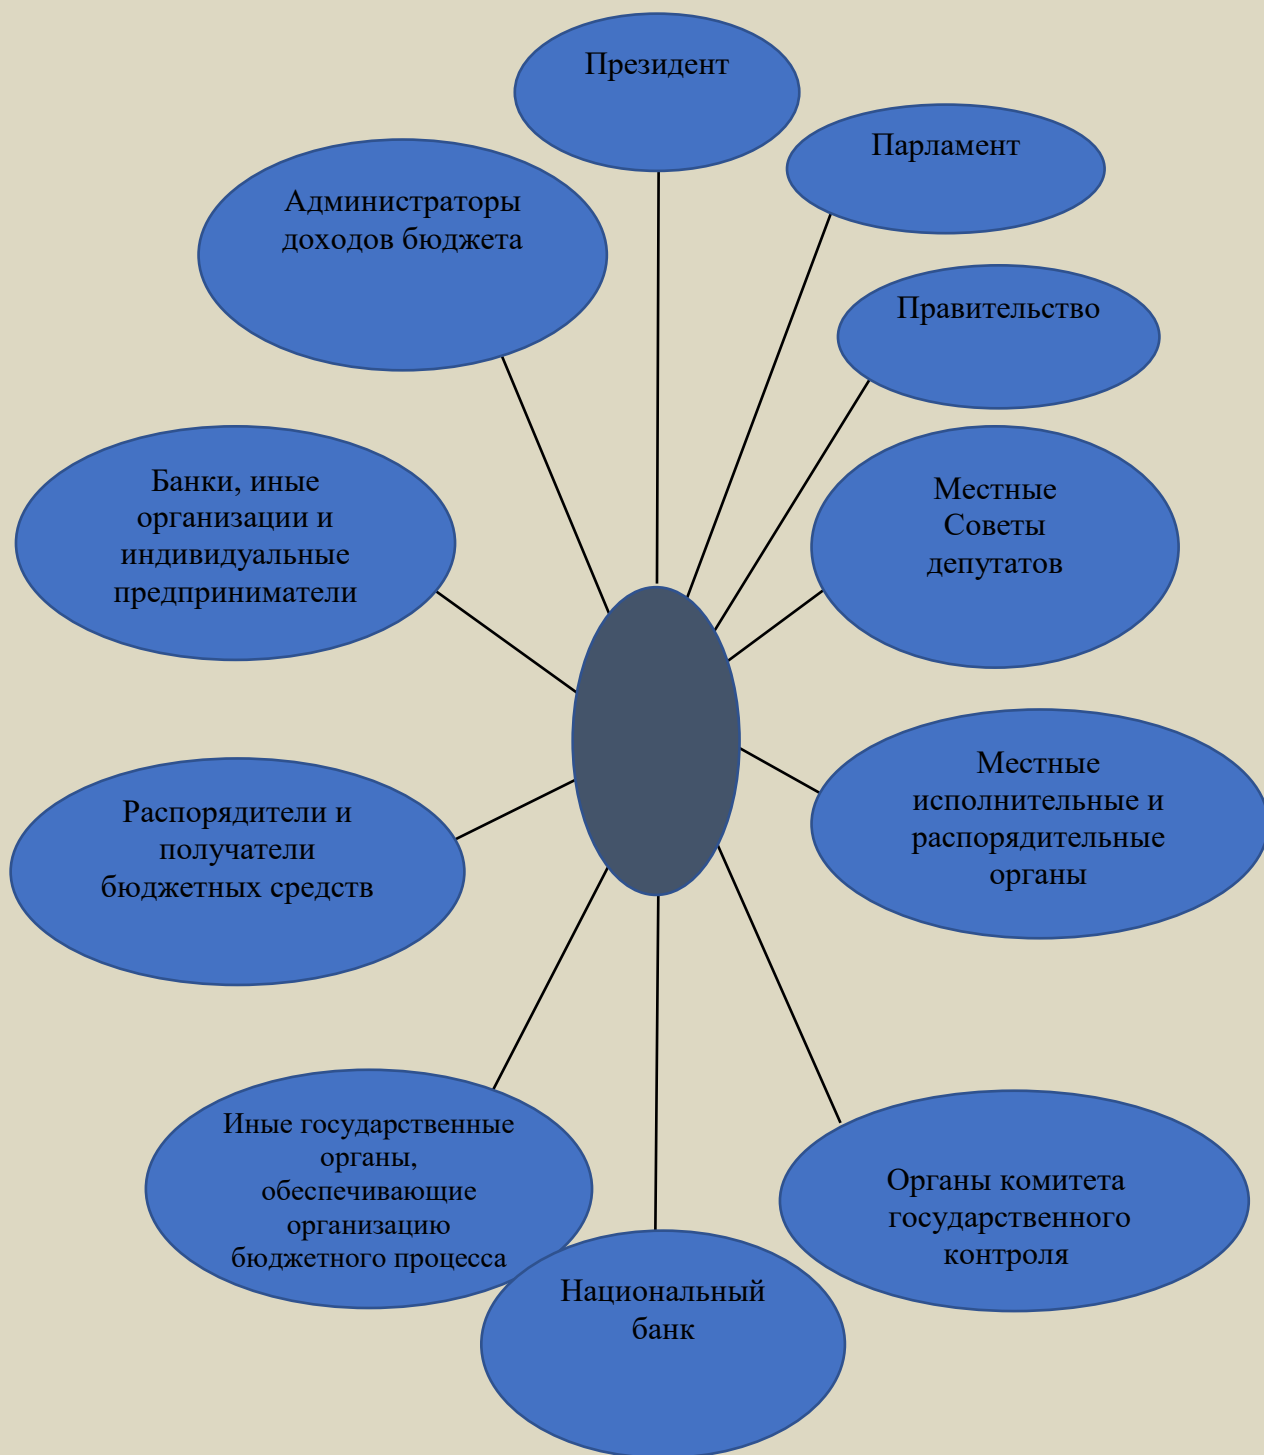 Президент
Парламент
Администраторы
доходов бюджета
Правительство
Банки, иные
организации и
индивидуальные
предприниматели
Местные
Советы
депутатов
Распорядители и
получатели
бюджетных средств
Местные
исполнительные и
распорядительные
органы
Иные государственные
органы,
обеспечивающие
организацию
бюджетного процесса
Органы комитета
государственного
контроля
Национальный
банк